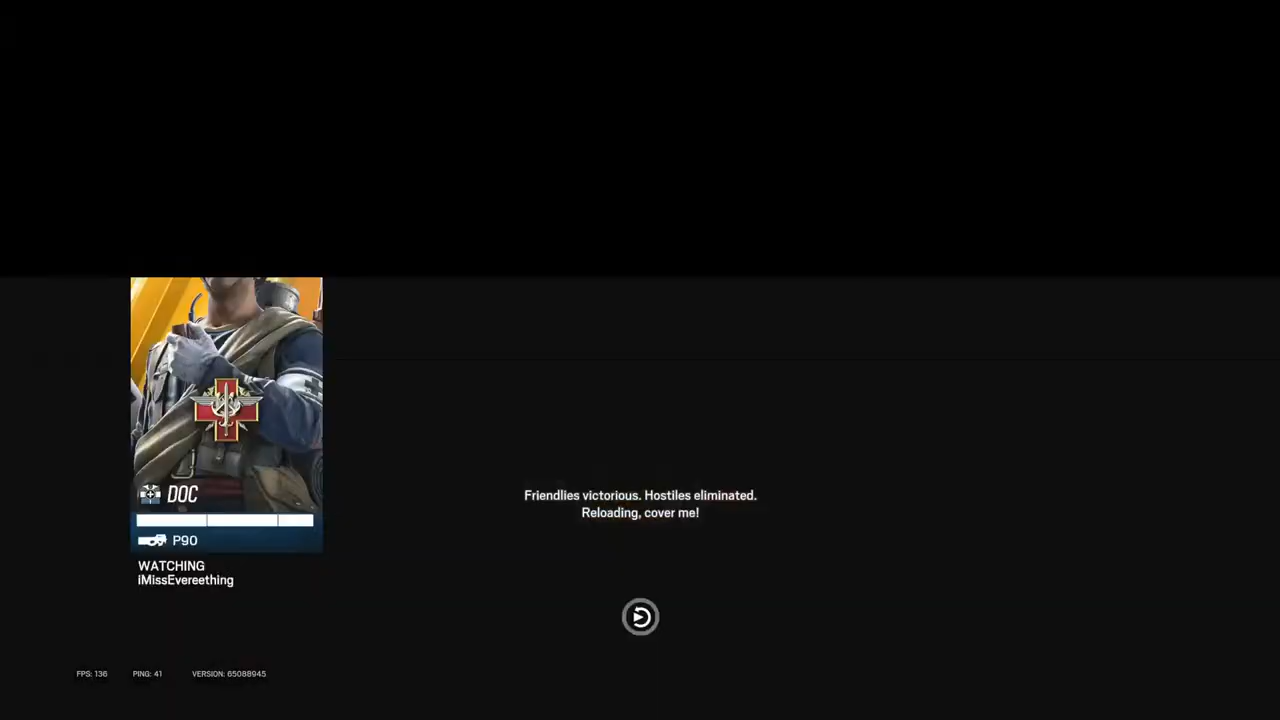 Friendlies victorious. Hostiles eliminated.
Reloading, cover me!
DOC
P90
WATCHING
iMissEvereething
FPS: 136 PING: 41 VERSION: 65088945